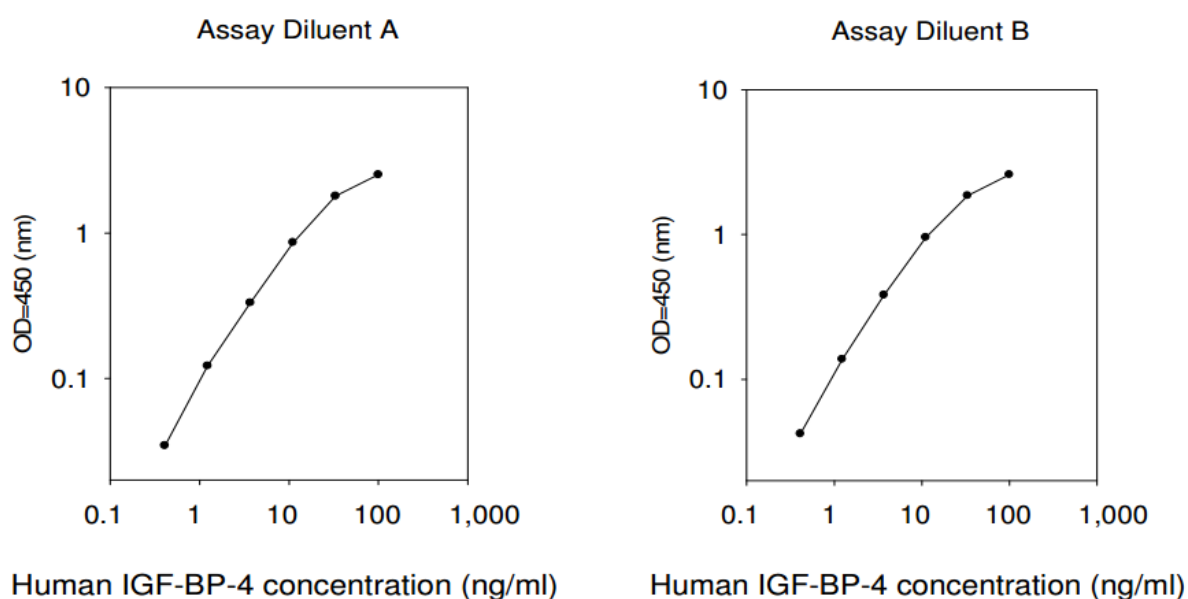 Assay Diluent A
10
1
0.1
OD=450 (nm)
0.1 1 10 100 1,000
Human IGF-BP-4 concentration (ng/ml)
Assay Diluent B
10
1
0.1
OD=450 (nm)
0.1 1 10 100 1,000
Human IGF-BP-4 concentration (ng/ml)